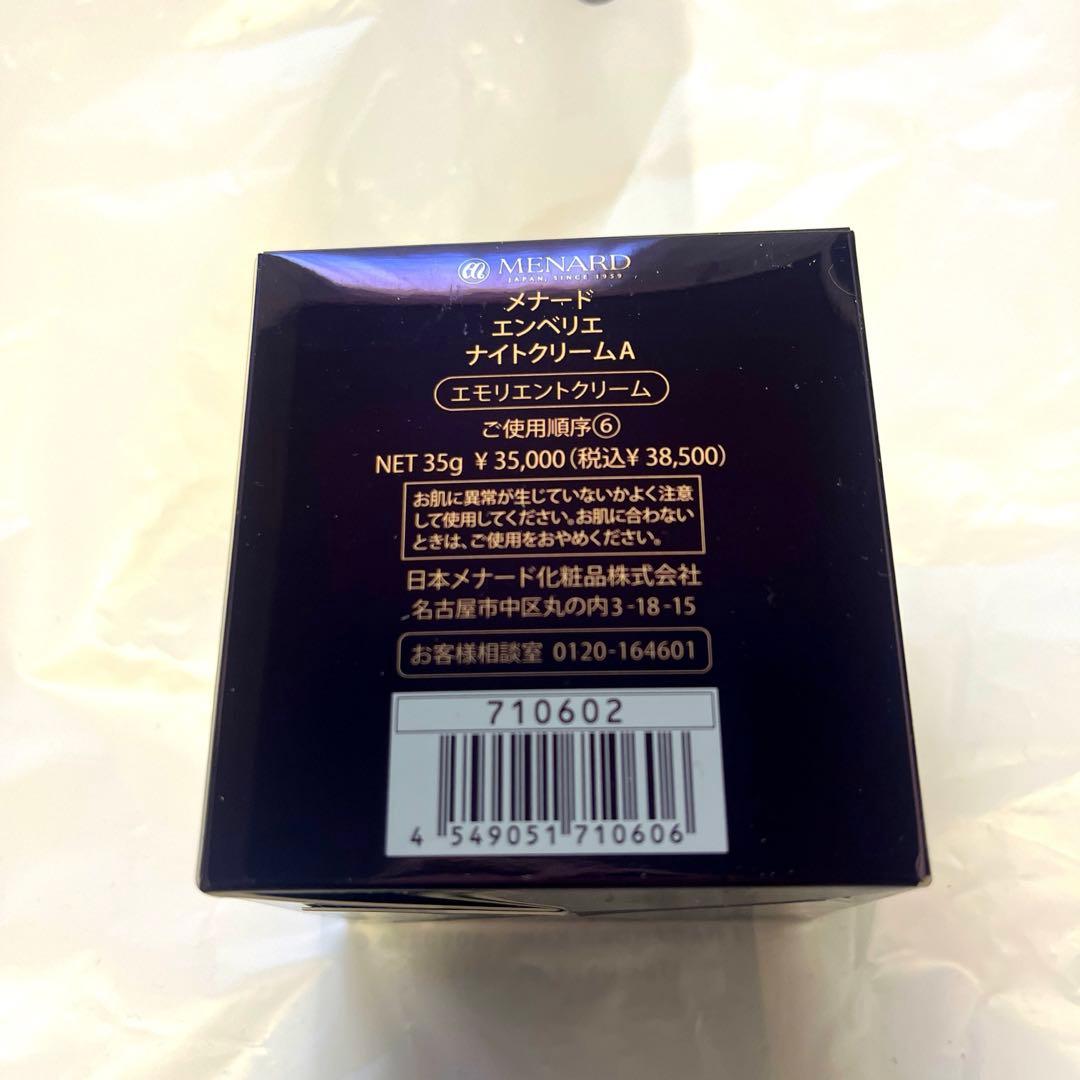 MENARD
JAPAN, SINCE 1959
メナード
エンベリエ
ナイトクリームA
エモリエントクリーム
ご使用順序⑥
NET 35g ¥35,000(税込¥38,500)
お肌に異常が生じていないかよく注意
して使用してください。お肌に合わない
ときは、ご使用をおやめください。
日本メナード化粧品株式会社
名古屋市中区丸の内3-18-15
お客様相談室 0120-164601
710602
4 549051 710606